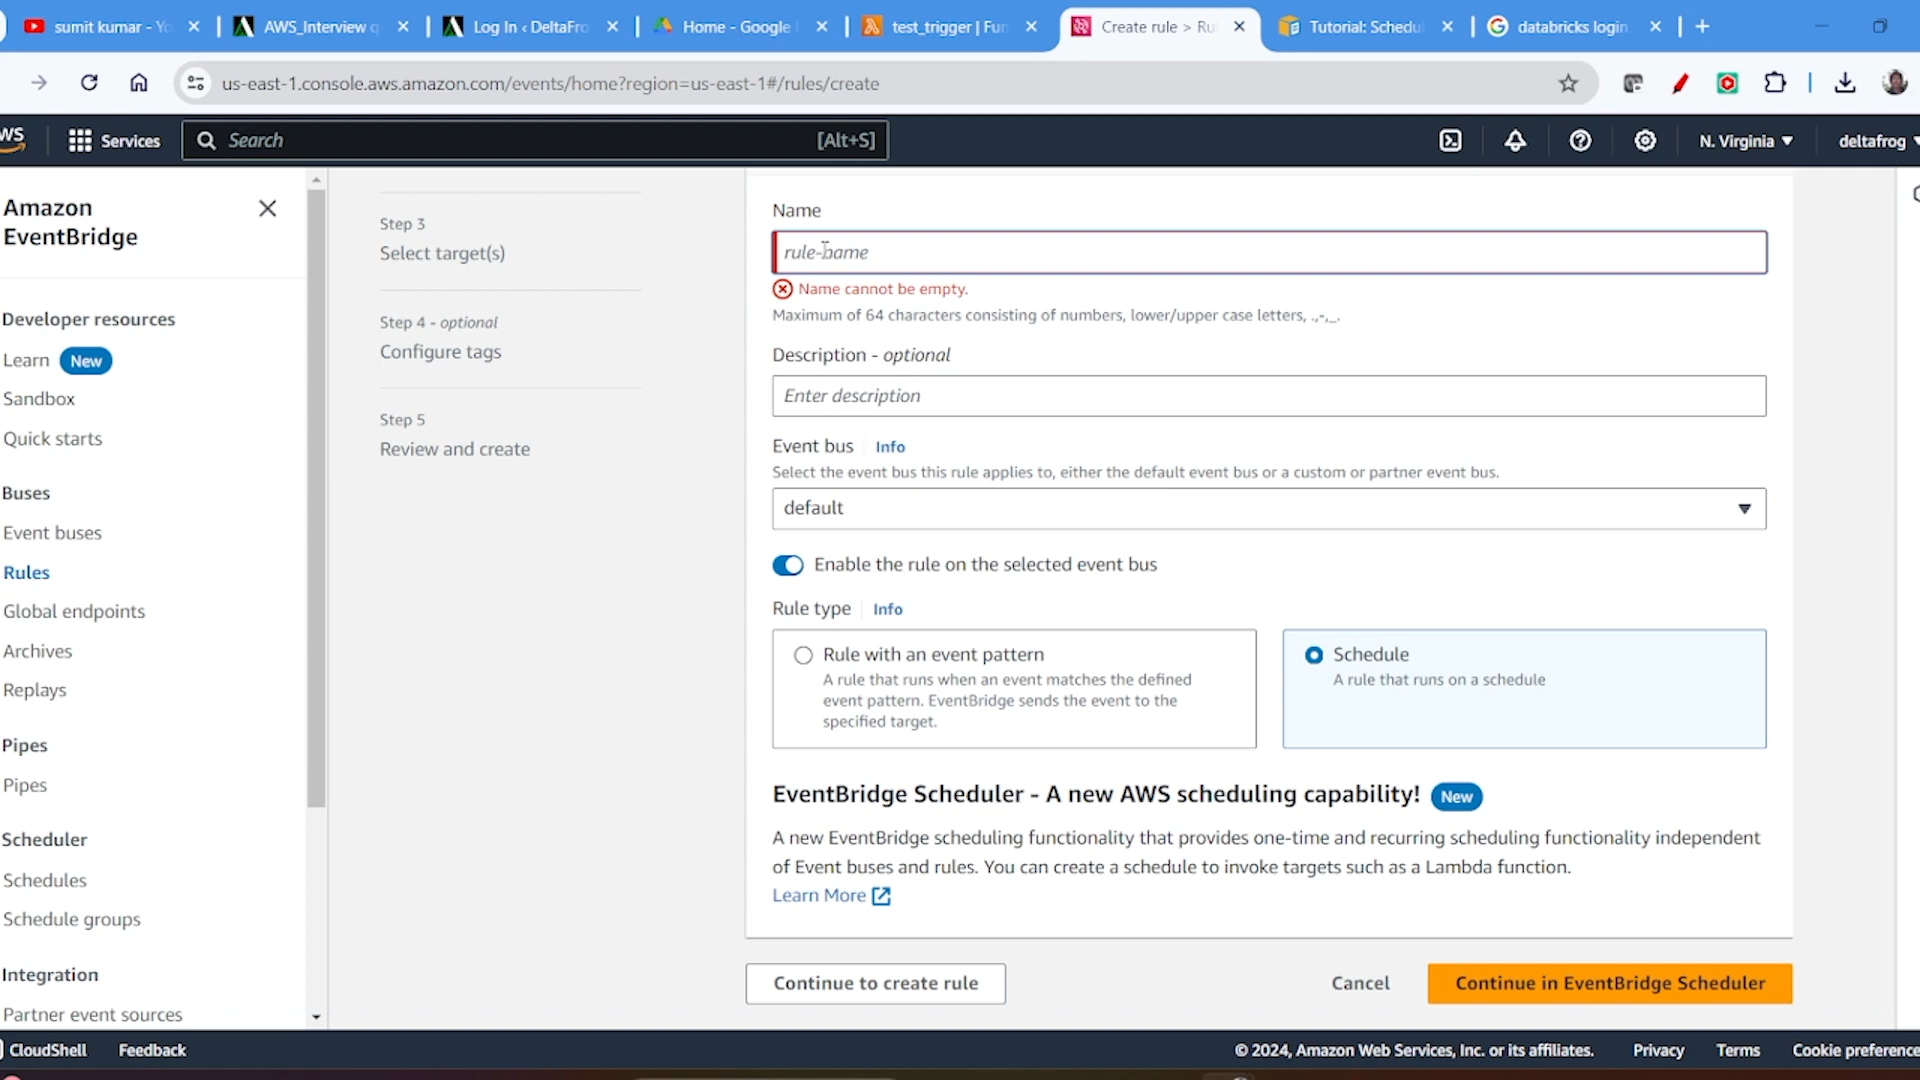 sumit kumar - Yo
AWS_Interview q
Log In ‹ DeltaFro
Home - Google
test_trigger | Fun
Create rule > Ru
Tutorial: Schedul
databricks login
us-east-1.console.aws.amazon.com/events/home?region=us-east-1#/rules/create
Services
Search
[Alt+S]
N. Virginia
deltafrog
Amazon
EventBridge
Developer resources
Learn New
Sandbox
Quick starts
Buses
Event buses
Rules
Global endpoints
Archives
Replays
Pipes
Pipes
Scheduler
Schedules
Schedule groups
Integration
Partner event sources
Step 3
Select target(s)
Step 4 - optional
Configure tags
Step 5
Review and create
Name
rule-name
Name cannot be empty.
Maximum of 64 characters consisting of numbers, lower/upper case letters, .,-,_.
Description - optional
Enter description
Event bus Info
Select the event bus this rule applies to, either the default event bus or a custom or partner event bus.
default
Enable the rule on the selected event bus
Rule type Info
Rule with an event pattern
A rule that runs when an event matches the defined
event pattern. EventBridge sends the event to the
specified target.
Schedule
A rule that runs on a schedule
EventBridge Scheduler - A new AWS scheduling capability! New
A new EventBridge scheduling functionality that provides one-time and recurring scheduling functionality independent
of Event buses and rules. You can create a schedule to invoke targets such as a Lambda function.
Learn More
Continue to create rule
Cancel
Continue in EventBridge Scheduler
CloudShell
Feedback
© 2024, Amazon Web Services, Inc. or its affiliates.
Privacy
Terms
Cookie preference